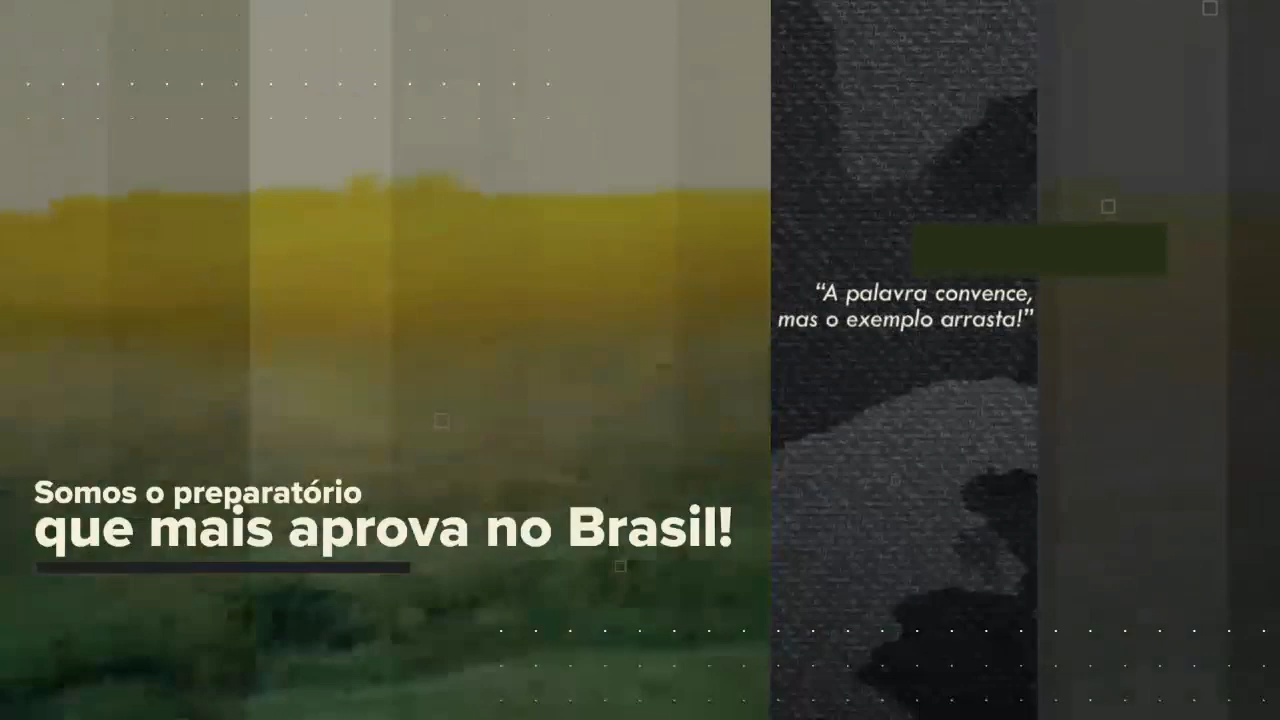 “A palavra convence,
mas o exemplo arrasta!”
Somos o preparatório
que mais aprova no Brasil!